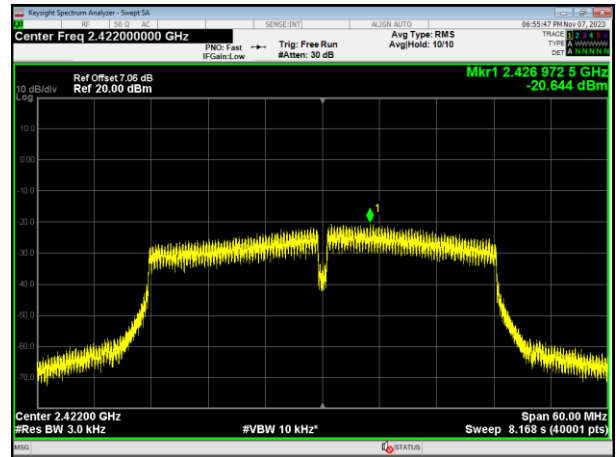 Keysight Spectrum Analyzer - Swept SA
RF 50 Ω AC SENSE:INT ALIGN AUTO 06:55:47 PM Nov 07, 2023
Center Freq 2.422000000 GHz
PNO: Fast
IFGain:Low
Trig: Free Run
#Atten: 30 dB
Avg Type: RMS
Avg|Hold: 10/10
TRACE 1 2 3 4 5 6
TYPE A WWWWW
DET A N N N N N
Mkr1 2.426 972 5 GHz
-20.644 dBm
Ref Offset 7.06 dB
10 dB/div Ref 20.00 dBm
Log
10.0
0.00
-10.0
-20.0
-30.0
-40.0
-50.0
-60.0
-70.0
1
Center 2.42200 GHz Span 60.00 MHz
#Res BW 3.0 kHz #VBW 10 kHz* Sweep 8.168 s (40001 pts)
MSG STATUS